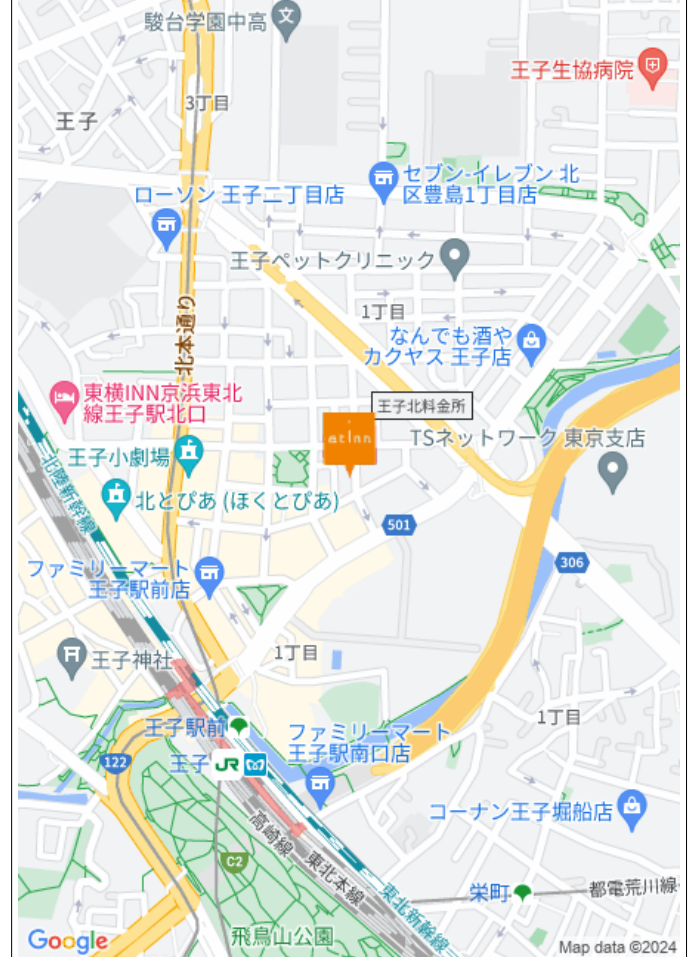 駿台学園中高
王子生協病院
3丁目
王子
セブン-イレブン 北
区豊島1丁目店
ローソン 王子二丁目店
王子ペットクリニック
1丁目
北本通り
なんでも酒や
カクヤス 王子店
東横INN京浜東北
線王子駅北口
王子北料金所
atinn
TSネットワーク 東京支店
王子小劇場
北陸新幹線
北とぴあ (ほくとぴあ)
501
306
ファミリーマート
王子駅前店
1丁目
王子神社
1丁目
王子駅前
ファミリーマート
王子駅南口店
122
王子
JR
コーナン王子堀船店
高崎線
東北本線
C2
東北新幹線
栄町
都電荒川線
飛鳥山公園
Google
Map data ©2024